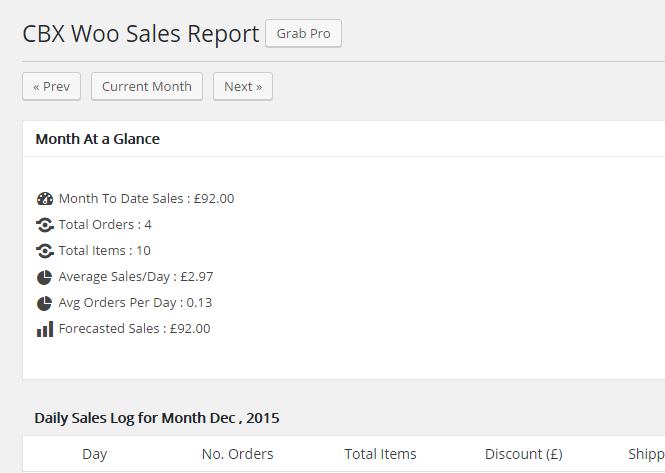 CBX Woo Sales Report Grab Pro
« Prev Current Month Next »
Month At a Glance
Month To Date Sales : £92.00
Total Orders : 4
Total Items : 10
Average Sales/Day : £2.97
Avg Orders Per Day : 0.13
Forecasted Sales : £92.00
Daily Sales Log for Month Dec , 2015
Day No. Orders Total Items Discount (£) Shipp